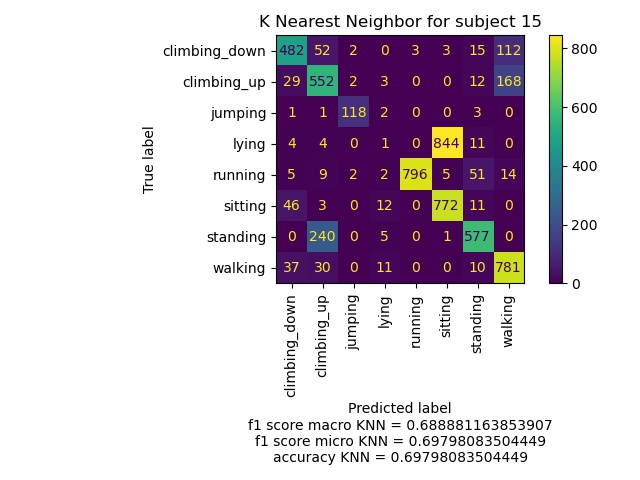 K Nearest Neighbor for subject 15
climbing_down 482 52 2 0 3 3 15 112
climbing_up 29 552 2 3 0 0 12 168
jumping 1 1 118 2 0 0 3 0
lying 4 4 0 1 0 844 11 0
running 5 9 2 2 796 5 51 14
sitting 46 3 0 12 0 772 11 0
standing 0 240 0 5 0 1 577 0
walking 37 30 0 11 0 0 10 781
True label
climbing_down climbing_up jumping lying running sitting standing walking
Predicted label
800
600
400
200
0
f1 score macro KNN = 0.688881163853907
f1 score micro KNN = 0.69798083504449
accuracy KNN = 0.69798083504449